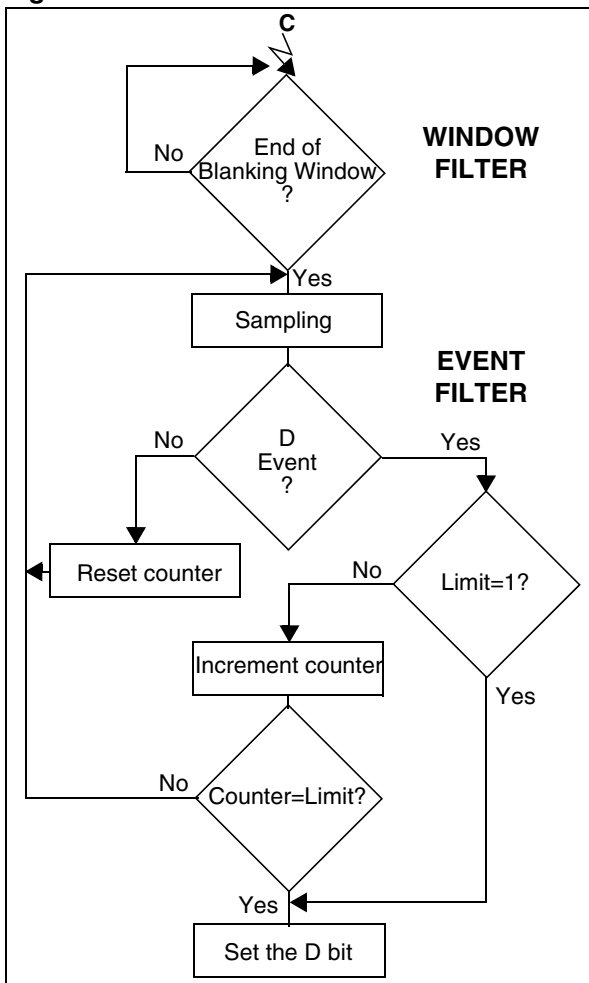 C
End of
Blanking Window
?
No
WINDOW
FILTER
Yes
Sampling
EVENT
FILTER
No
D
Event
?
Yes
Reset counter
No
Limit=1?
Increment counter
Yes
No
Counter=Limit?
Yes
Set the D bit